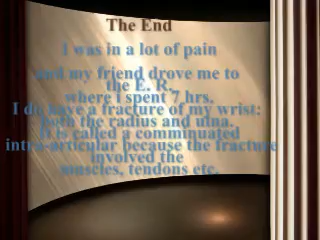 The End
I was in a lot of pain
and my friend drove me to
the E. R.
where i spent 7 hrs.
I do have a fracture of my wrist:
both the radius and ulna.
It is called a comminuated
intra-articular because the fracture
involved the
muscles, tendons etc.